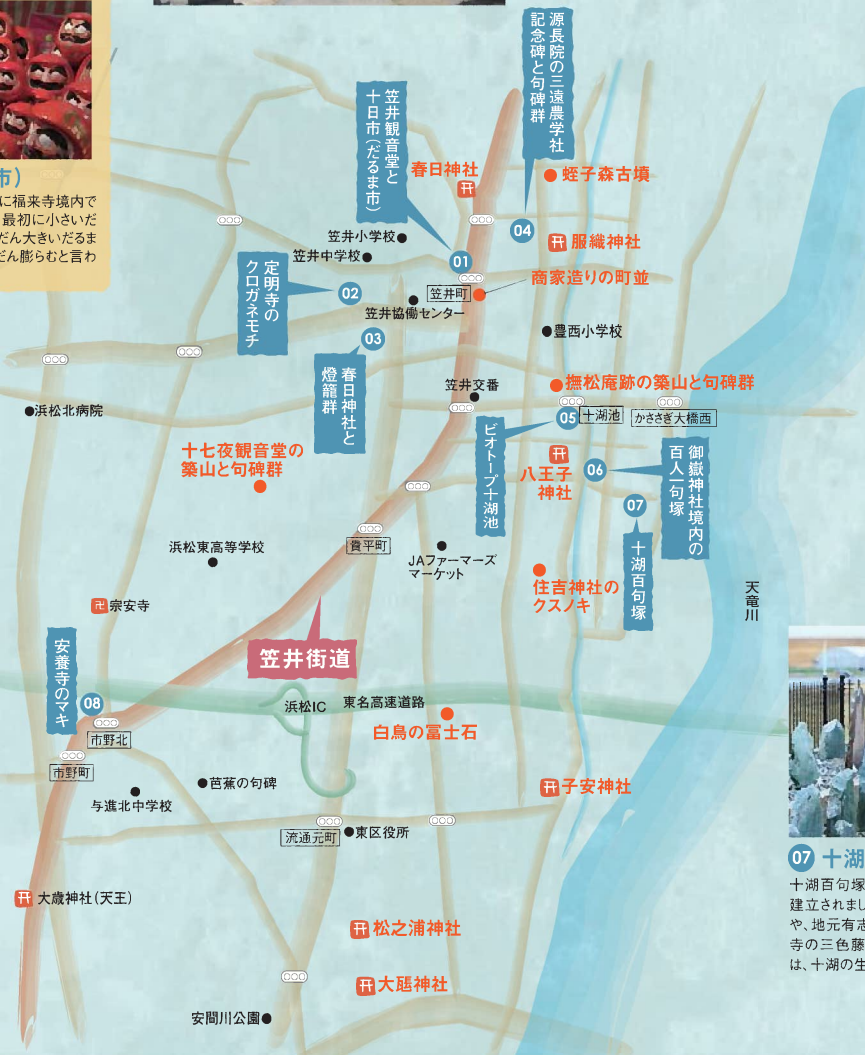 市）
に福来寺境内で
最初に小さいだ
だん大きいだるま
だん膨らむと言わ
源長院の三遠農学社
記念碑と句碑群
笠井観音堂と
十日市（だるま市）
春日神社
蛭子森古墳
04
服織神社
笠井小学校
笠井中学校
01
商家造りの町並
定明寺の
クロガネモチ
02
笠井町
笠井協働センター
03
豊西小学校
春日神社と
燈籠群
笠井交番
撫松庵跡の築山と句碑群
浜松北病院
05
十湖池
かささぎ大橋西
ビオトープ十湖池
十七夜観音堂の
築山と句碑群
八王子
神社
06
御嶽神社境内の
百人一句塚
07
十湖百句塚
貴平町
浜松東高等学校
JAファーマーズ
マーケット
住吉神社の
クスノキ
天竜川
宗安寺
笠井街道
安養寺のマキ
08
浜松IC
東名高速道路
白鳥の冨士石
市野北
市野町
芭蕉の句碑
与進北中学校
子安神社
流通元町
東区役所
大歳神社（天王）
松之浦神社
安間川公園
07 十湖
十湖百句塚
建立されまし
や、地元有志
寺の三色藤
は、十湖の生